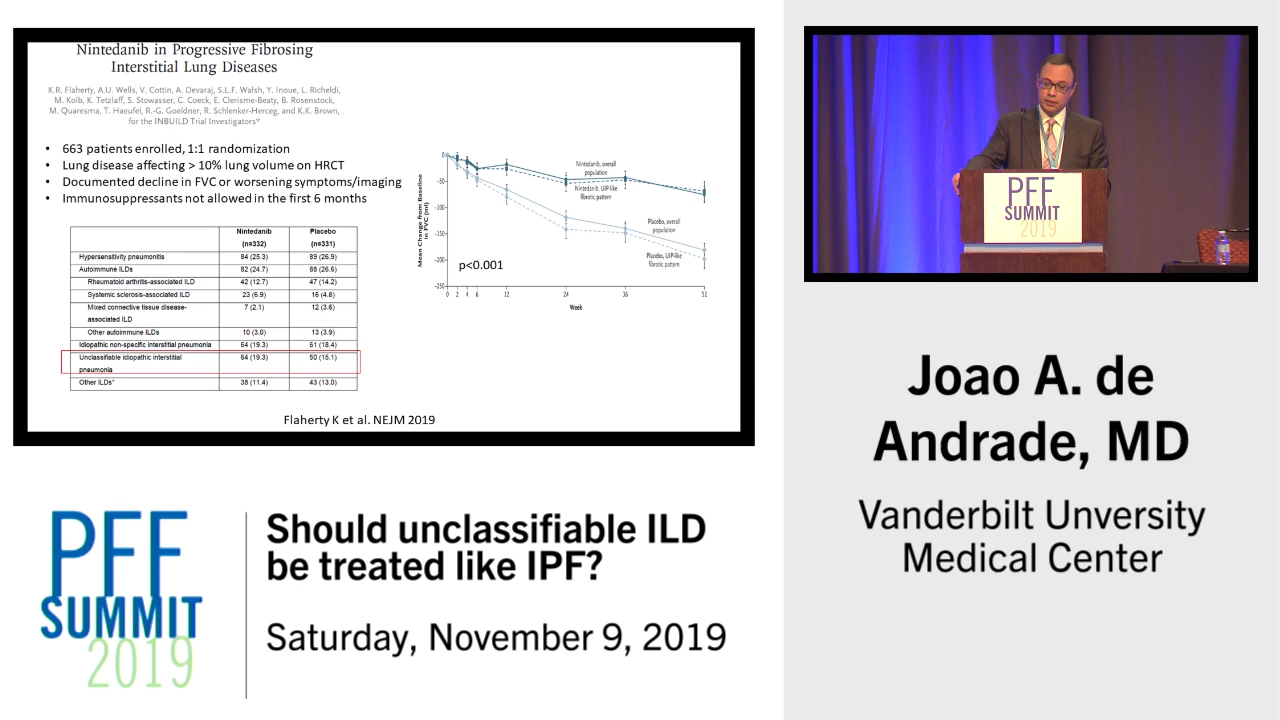 Nintedanib in Progressive Fibrosing
Interstitial Lung Diseases
K.R. Flaherty, A.U. Wells, V. Cottin, A. Devaraj, S.L.F. Walsh, Y. Inoue, L. Richeldi,
M. Kolb, K. Tetzlaff, S. Stowasser, C. Coeck, E. Clerisme-Beaty, B. Rosenstock,
M. Quaresma, T. Haeufel, R.-G. Goeldner, R. Schlenker-Herceg, and K.K. Brown,
for the INBUILD Trial Investigators*
• 663 patients enrolled, 1:1 randomization
• Lung disease affecting > 10% lung volume on HRCT
• Documented decline in FVC or worsening symptoms/imaging
• Immunosuppressants not allowed in the first 6 months
Nintedanib Placebo
(n=332) (n=331)
Hypersensitivity pneumonitis 84 (25.3) 89 (26.9)
Autoimmune ILDs 82 (24.7) 88 (26.6)
Rheumatoid arthritis-associated ILD 42 (12.7) 47 (14.2)
Systemic sclerosis-associated ILD 23 (6.9) 16 (4.8)
Mixed connective tissue disease- 7 (2.1) 12 (3.6)
associated ILD
Other autoimmune ILDs 10 (3.0) 13 (3.9)
Idiopathic non-specific interstitial pneumonia 64 (19.3) 61 (18.4)
Unclassifiable idiopathic interstitial 64 (19.3) 50 (15.1)
pneumonia
Other ILDs* 38 (11.4) 43 (13.0)
Mean Change from Baseline
in FVC (ml)
0
-50
-100
-150
-200
-250
Nintedanib, overall
population
Nintedanib, UIP-like
fibrotic pattern
Placebo, overall
population
Placebo, UIP-like
fibrotic pattern
p<0.001
0 2 4 6 12 24 36 52
Week
Flaherty K et al. NEJM 2019
PFF
SUMMIT
2019
Joao A. de
Andrade, MD
Vanderbilt Unversity
Medical Center
PFF
SUMMIT
2019
Should unclassifiable ILD
be treated like IPF?
Saturday, November 9, 2019